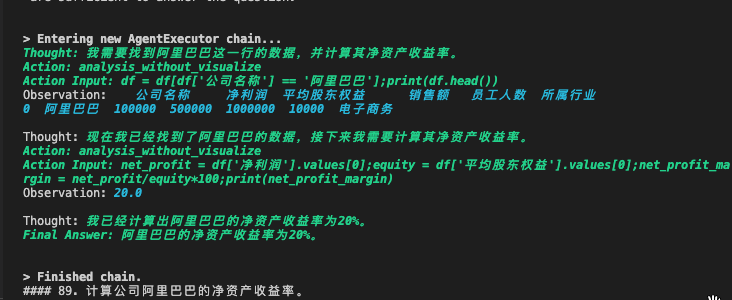 > Entering new AgentExecutor chain...
Thought: 我需要找到阿里巴巴这一行的数据，并计算其净资产收益率。
Action: analysis_without_visualize
Action Input: df = df[df['公司名称'] == '阿里巴巴'];print(df.head())
Observation: 公司名称 净利润 平均股东权益 销售额 员工人数 所属行业
0 阿里巴巴 100000 500000 1000000 10000 电子商务
Thought: 现在我已经找到了阿里巴巴的数据，接下来我需要计算其净资产收益率。
Action: analysis_without_visualize
Action Input: net_profit = df['净利润'].values[0];equity = df['平均股东权益'].values[0];net_profit_ma
rgin = net_profit/equity*100;print(net_profit_margin)
Observation: 20.0
Thought: 我已经计算出阿里巴巴的净资产收益率为20%。
Final Answer: 阿里巴巴的净资产收益率为20%。
> Finished chain.
#### 89. 计算公司阿里巴巴的净资产收益率。